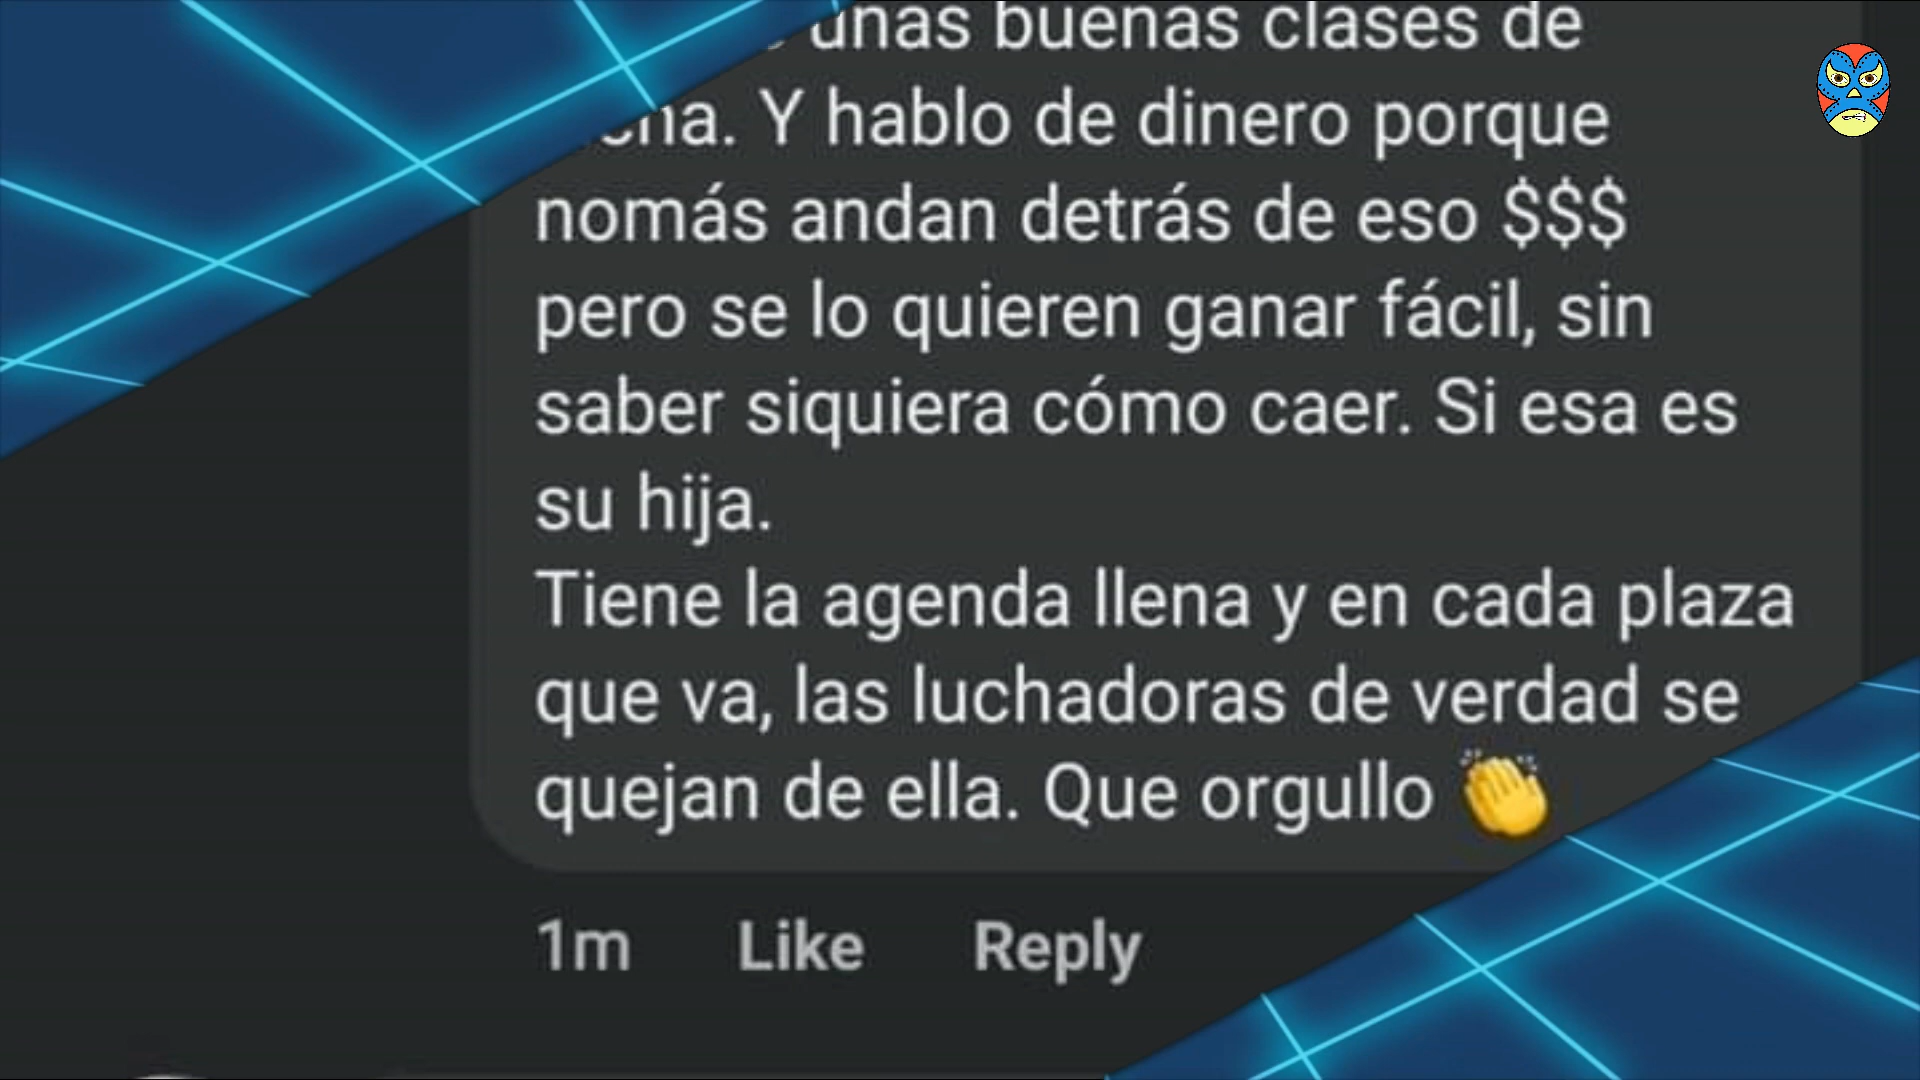 unas buenas clases de
Y hablo de dinero porque
nomás andan detrás de eso $$$
pero se lo quieren ganar fácil, sin
saber siquiera cómo caer. Si esa es
su hija.
Tiene la agenda llena y en cada plaza
que va, las luchadoras de verdad se
quejan de ella. Que orgullo 👏
1m Like Reply